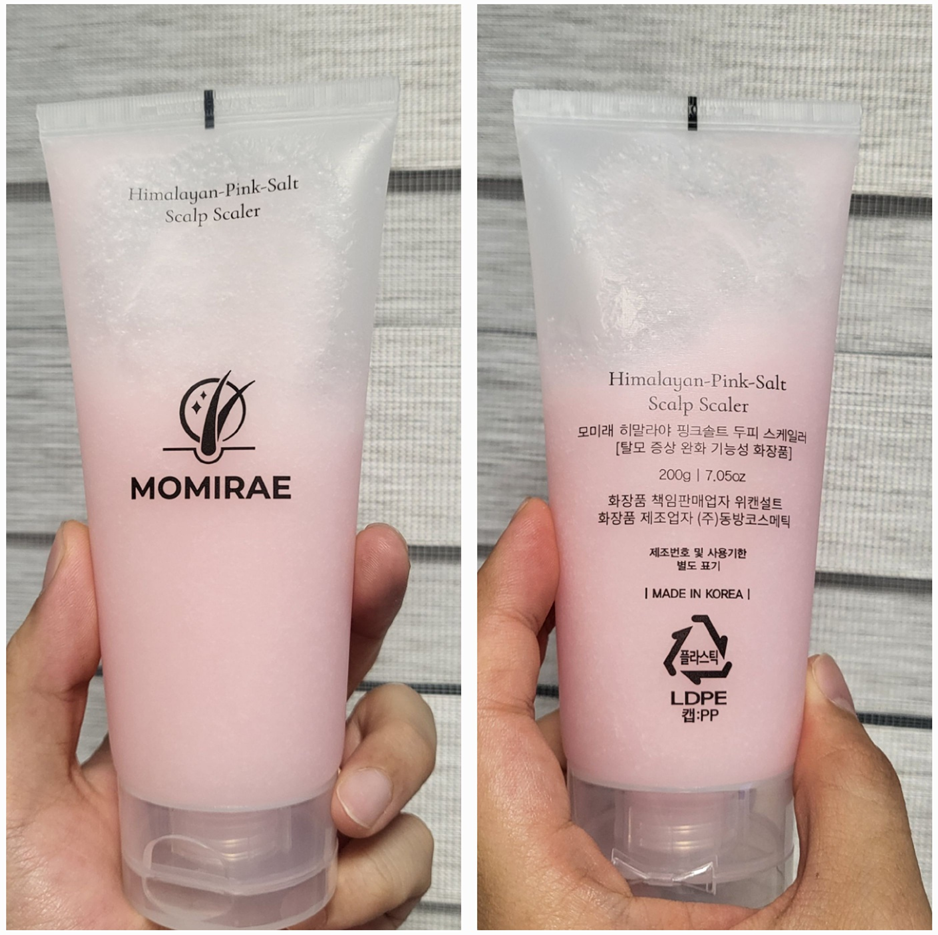 Himalayan-Pink-Salt
Scalp Scaler
MOMIRAE
Himalayan-Pink-Salt
Scalp Scaler
모미래 히말라야 핑크솔트 두피 스케일러
[탈모 증상 완화 기능성 화장품]
200g | 7.05oz
화장품 책임판매업자 위캔설트
화장품 제조업자 (주)동방코스메틱
제조번호 및 사용기한
별도 표기
| MADE IN KOREA |
플라스틱
LDPE
캡:PP